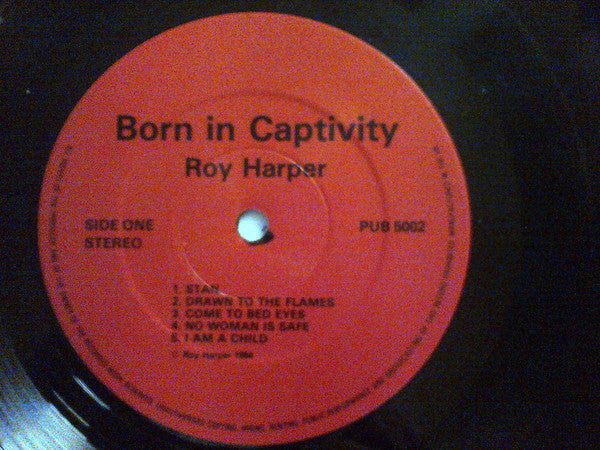 Born in Captivity
Roy Harper
SIDE ONE
STEREO
PUB 5002
1. STAN
2. DRAWN TO THE FLAMES
3. COME TO BED EYES
4. NO WOMAN IS SAFE
5. I AM A CHILD
Roy Harper 1984